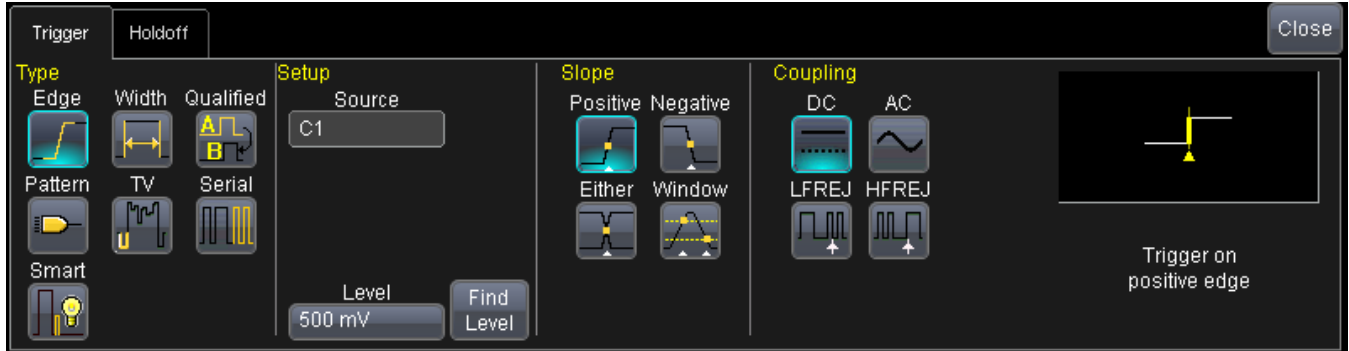 Trigger
Holdoff
Close
Type
Edge
Width
Qualified
A
B
Pattern
TV
Serial
U
Smart
Setup
Source
C1
Level
500 mV
Find
Level
Slope
Positive
Negative
Either
Window
Coupling
DC
AC
LFREJ
HFREJ
Trigger on
positive edge